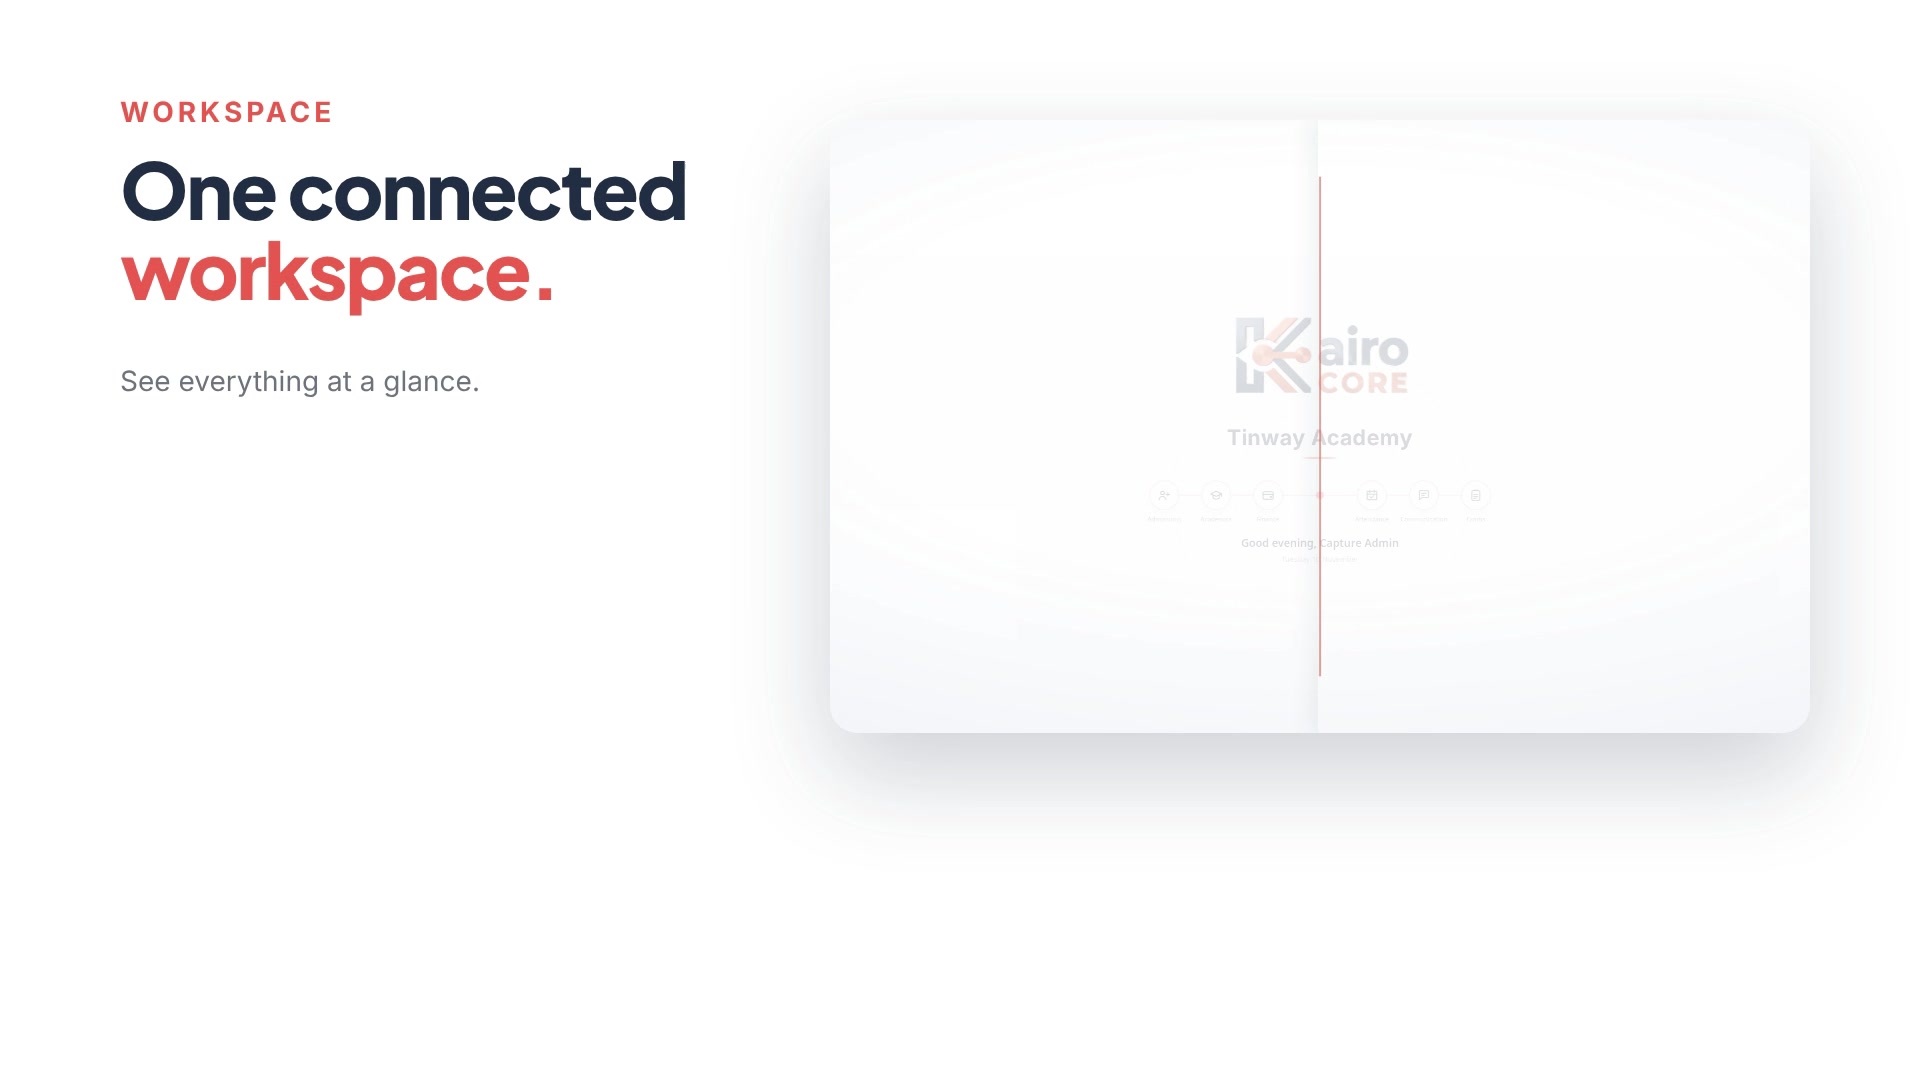 WORKSPACE
One connected
workspace.
See everything at a glance.
Kairo
CORE
Tinway Academy
Good evening, Capture Admin